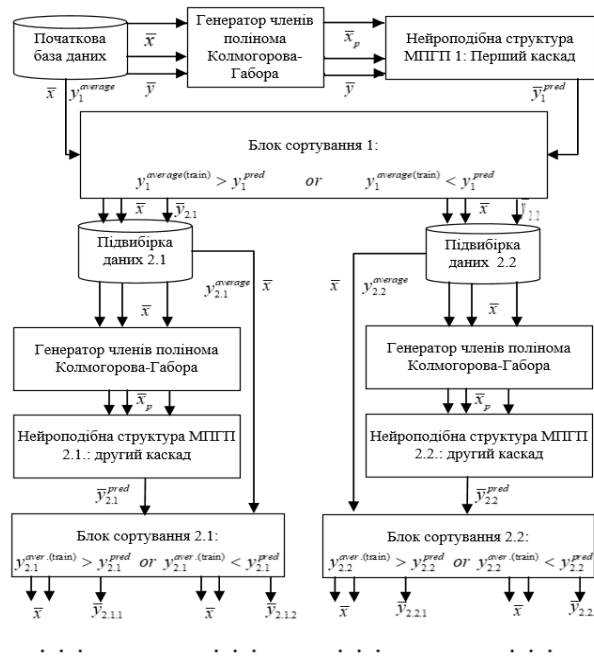 Початкова
база даних
x̄
x̄
ȳ
Генератор членів
полінома
Колмогорова-
Габора
x̄_p
ȳ
Нейроподібна структура
МПГП 1: Перший каскад
x̄ y_1^average
ȳ_1^pred
Блок сортування 1:
y_1^average(train) > y_1^pred or y_1^average(train) < y_1^pred
x̄ ȳ_2.1
x̄
Підвибірка
даних 2.1
y_2.1^average x̄
x̄ y_2.2^average
Підвибірка
даних 2.2
x̄
x̄
Генератор членів полінома
Колмогорова-Габора
Генератор членів полінома
Колмогорова-Габора
x̄_p
x̄_p
Нейроподібна структура МПГП
2.1.: другий каскад
Нейроподібна структура МПГП
2.2.: другий каскад
ȳ_2.1^pred
ȳ_2.2^pred
Блок сортування 2.1:
y_2.1^aver.(train) > y_2.1^pred or y_2.1^aver.(train) < y_2.1^pred
Блок сортування 2.2:
y_2.2^aver.(train) > y_2.2^pred or y_2.2^aver.(train) < y_2.2^pred
x̄ ȳ_2.1.1 x̄ ȳ_2.1.2
x̄ ȳ_2.2.1 x̄
. . . . . . . . . . . .